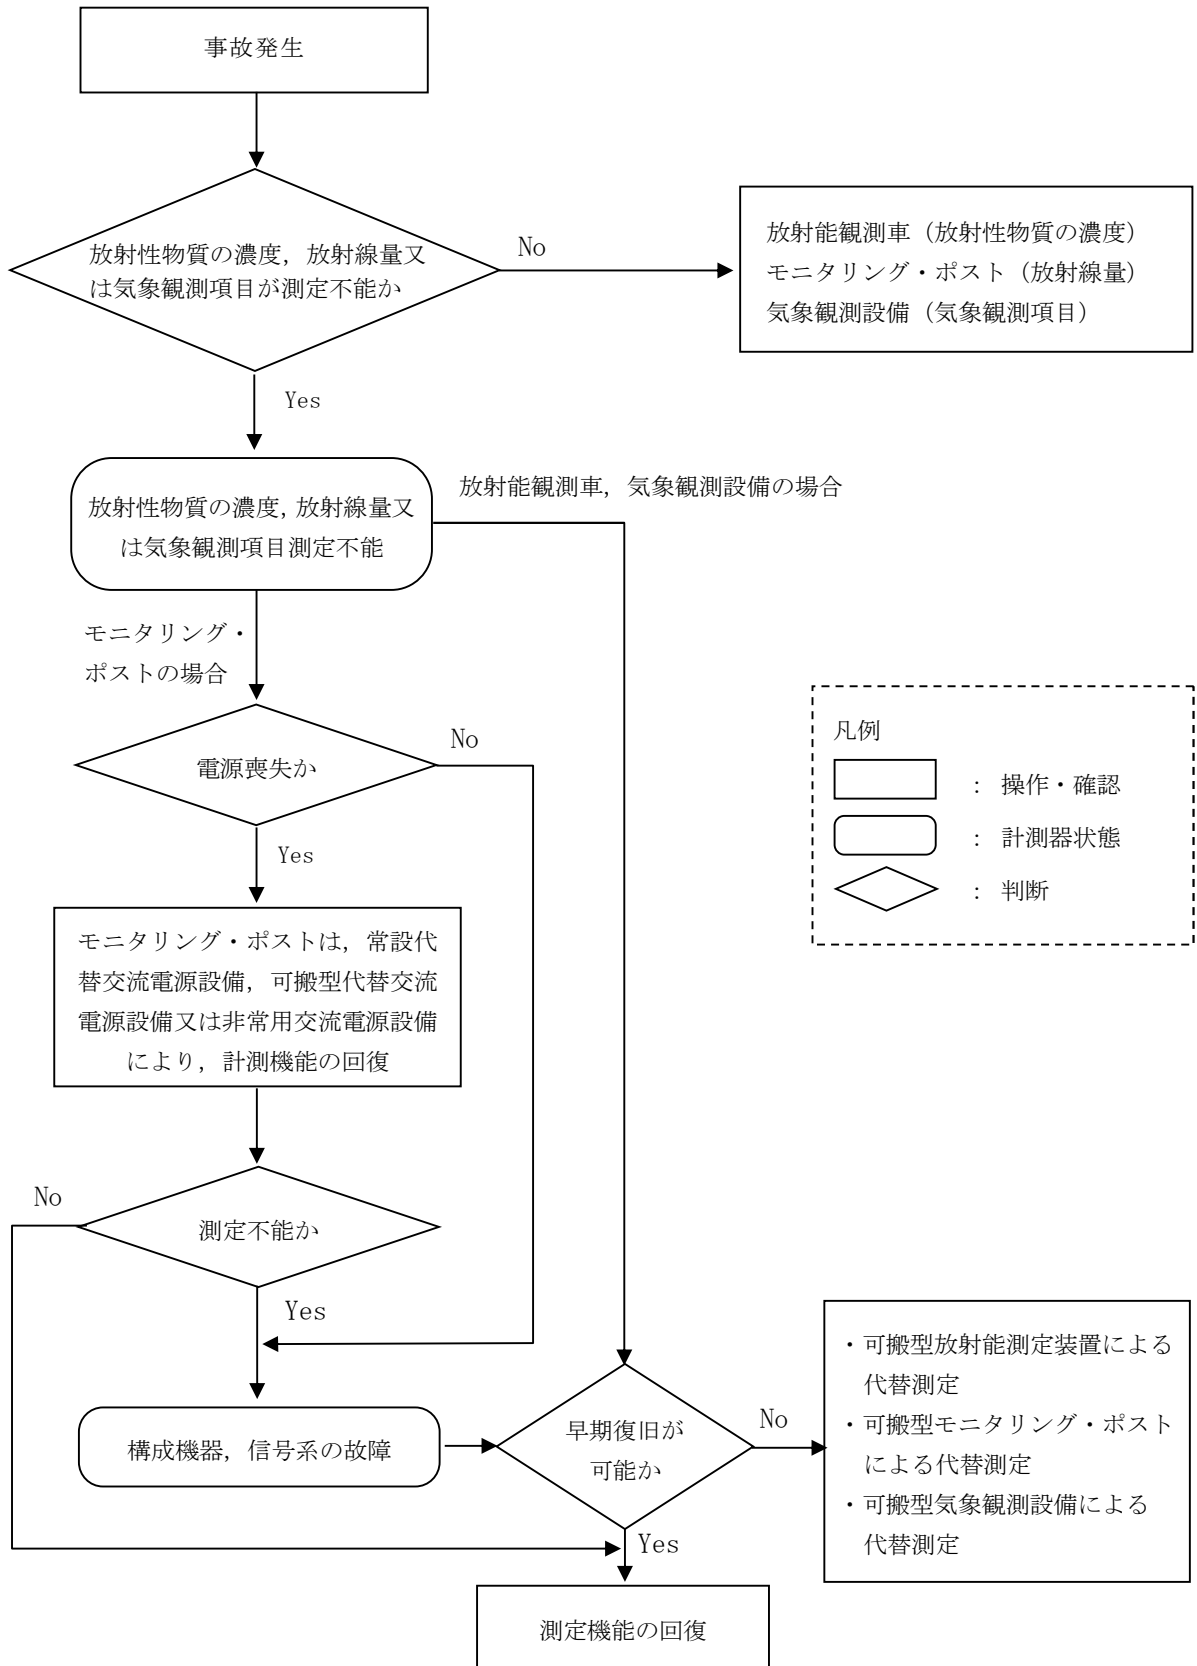 事故発生
放射性物質の濃度，放射線量又
は気象観測項目が測定不能か
No
放射能観測車（放射性物質の濃度）
モニタリング・ポスト（放射線量）
気象観測設備（気象観測項目）
Yes
放射性物質の濃度，放射線量又
は気象観測項目測定不能
放射能観測車，気象観測設備の場合
モニタリング・
ポストの場合
電源喪失か
No
Yes
凡例
： 操作・確認
： 計測器状態
： 判断
モニタリング・ポストは，常設代
替交流電源設備，可搬型代替交流
電源設備又は非常用交流電源設備
により，計測機能の回復
No
測定不能か
Yes
構成機器，信号系の故障
早期復旧が
可能か
No
・可搬型放射能測定装置による
代替測定
・可搬型モニタリング・ポスト
による代替測定
・可搬型気象観測設備による
代替測定
Yes
測定機能の回復